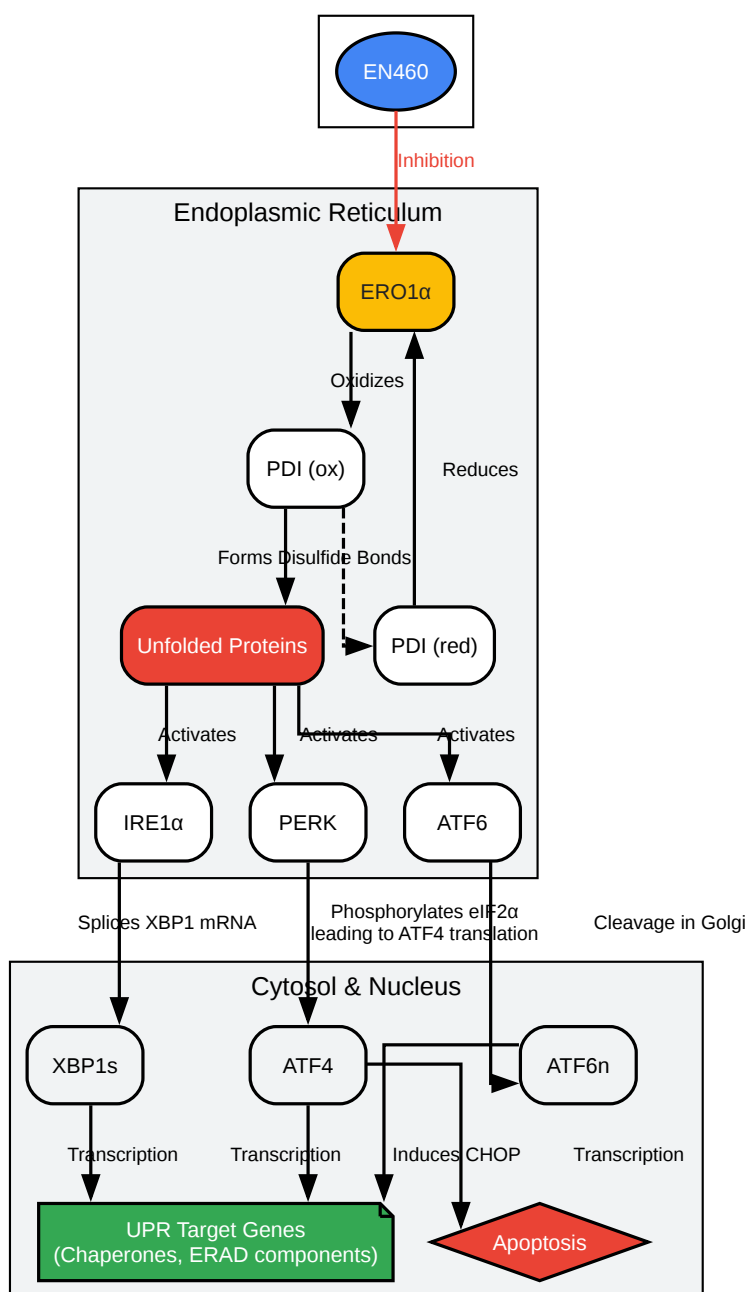 EN460
Inhibition
Endoplasmic Reticulum
ERO1α
Oxidizes
PDI (ox)
Reduces
Forms Disulfide Bonds
Unfolded Proteins
PDI (red)
Activates
Activates
Activates
IRE1α
PERK
ATF6
Splices XBP1 mRNA
Phosphorylates eIF2α
leading to ATF4 translation
Cleavage in Golgi
Cytosol & Nucleus
XBP1s
ATF4
ATF6n
Transcription
Transcription
Induces CHOP
Transcription
UPR Target Genes
(Chaperones, ERAD components)
Apoptosis